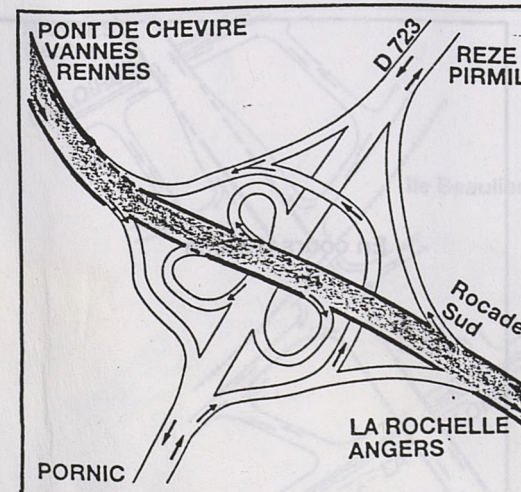 PONT DE CHEVIRE
VANNES
RENNES
D 723
REZE
PIRMIL
Rocade
Sud
LA ROCHELLE
ANGERS
PORNIC